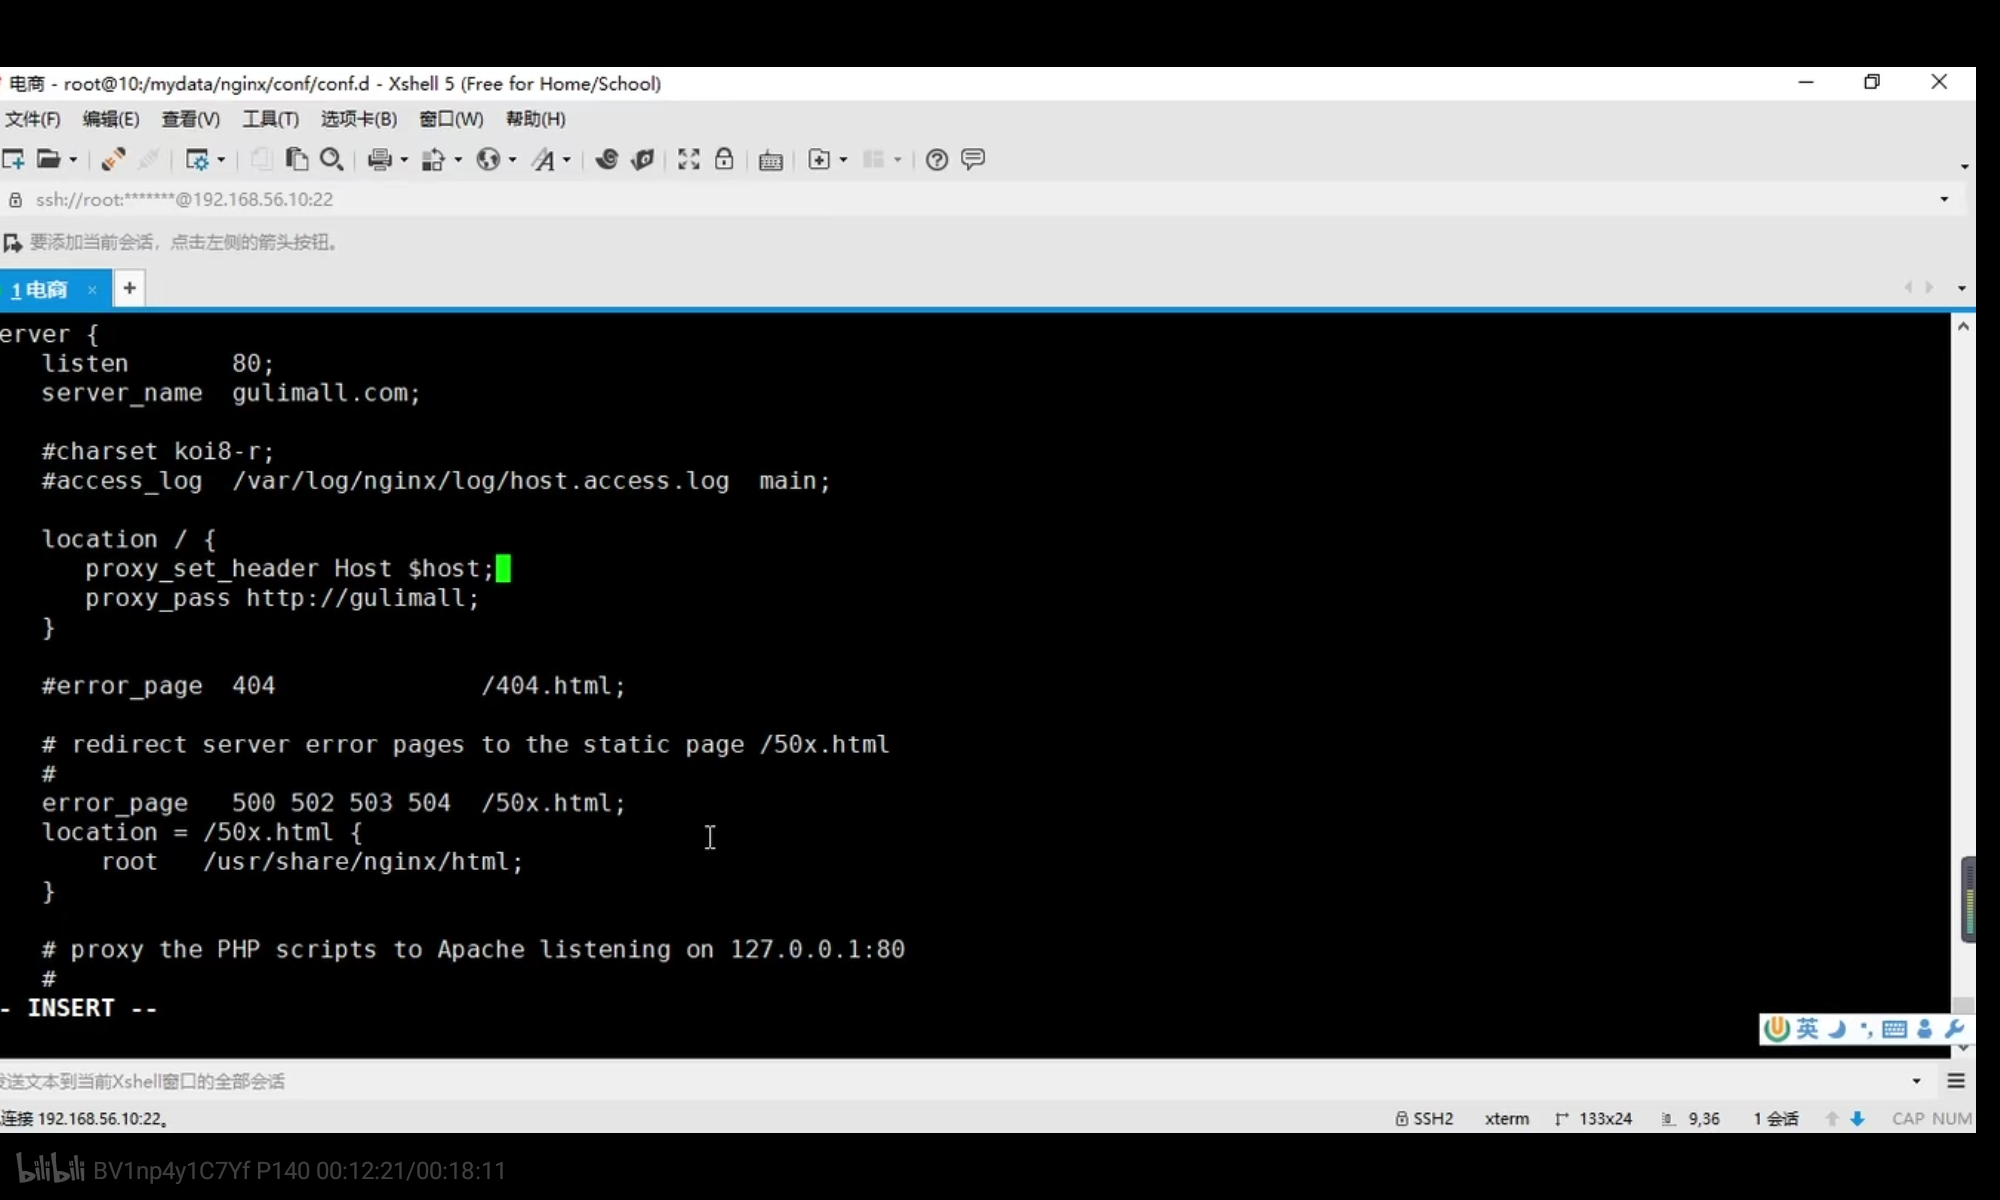 电商 - root@10:/mydata/nginx/conf/conf.d - Xshell 5 (Free for Home/School)
文件(F) 编辑(E) 查看(V) 工具(T) 选项卡(B) 窗口(W) 帮助(H)
ssh://root:*******@192.168.56.10:22
要添加当前会话，点击左侧的箭头按钮。
1 电商 × +
erver {
listen 80;
server_name gulimall.com;
#charset koi8-r;
#access_log /var/log/nginx/log/host.access.log main;
location / {
proxy_set_header Host $host;
proxy_pass http://gulimall;
}
#error_page 404 /404.html;
# redirect server error pages to the static page /50x.html
#
error_page 500 502 503 504 /50x.html;
location = /50x.html {
root /usr/share/nginx/html;
}
# proxy the PHP scripts to Apache listening on 127.0.0.1:80
#
- INSERT --
英
送文本到当前Xshell窗口的全部会话
连接 192.168.56.10:22。 SSH2 xterm 133x24 9,36 1 会话 CAP NUM
bilibili BV1np4y1C7Yf P140 00:12:21/00:18:11